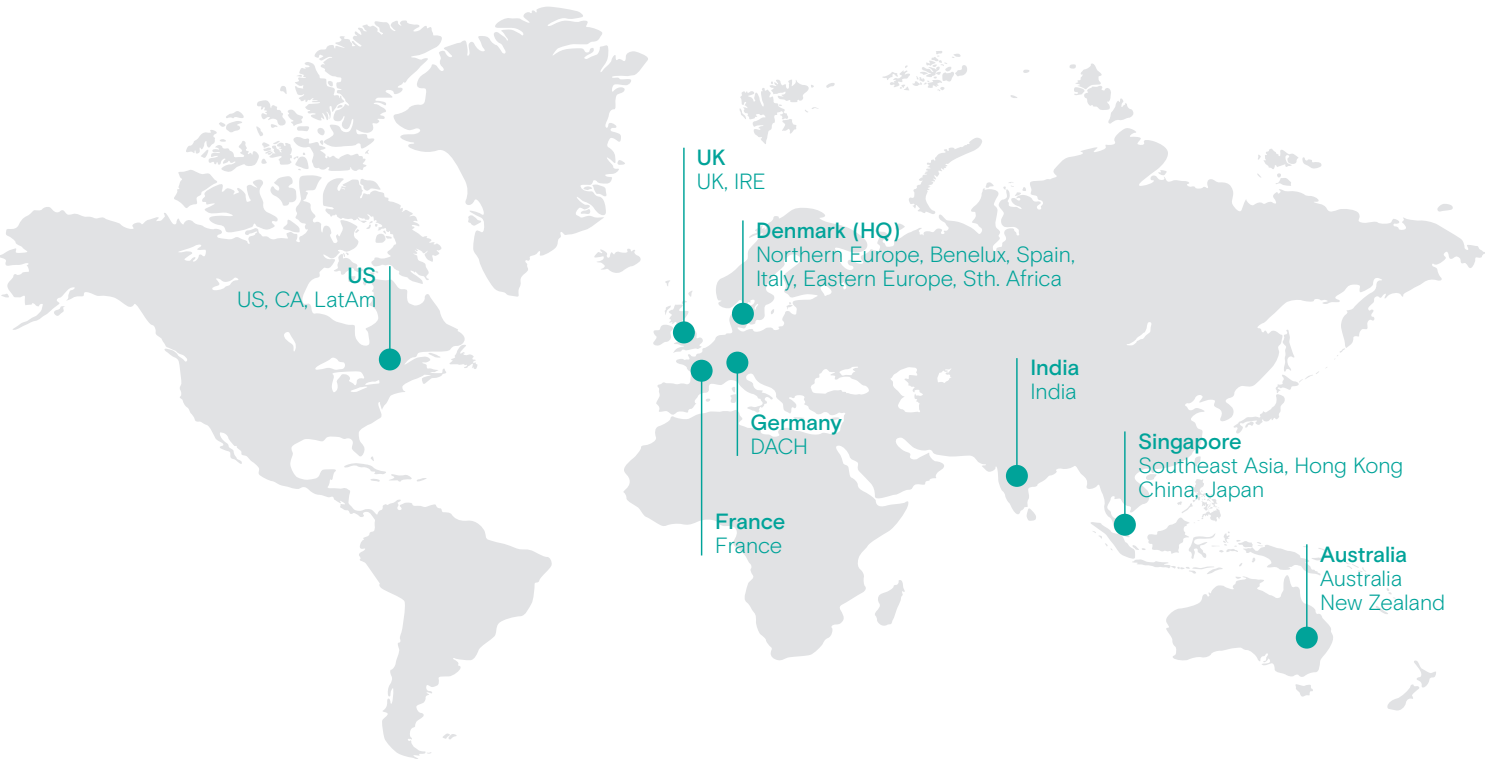 UK
UK, IRE
Denmark (HQ)
Northern Europe, Benelux, Spain,
Italy, Eastern Europe, Sth. Africa
US
US, CA, LatAm
India
India
Germany
DACH
Singapore
Southeast Asia, Hong Kong
China, Japan
France
France
Australia
Australia
New Zealand